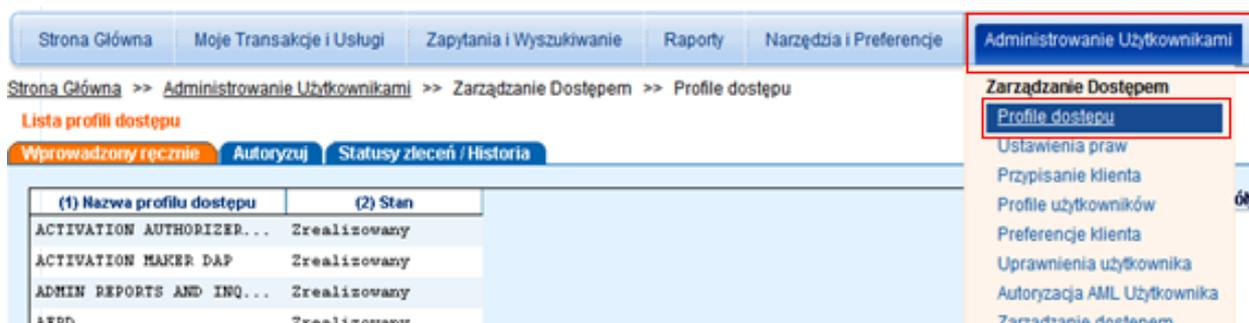 Strona Główna Moje Transakcje i Usługi Zapytania i Wyszukiwanie Raporty Narzędzia i Preferencje Administrowanie Użytkownikami
Strona Główna >> Administrowanie Użytkownikami >> Zarządzanie Dostępem >> Profile dostępu
Lista profili dostępu
Wprowadzony ręcznie Autoryzuj Statusy zleceń / Historia
(1) Nazwa profilu dostępu (2) Stan
ACTIVATION AUTHORIZER... Zrealizowany
ACTIVATION MAKER DAP Zrealizowany
ADMIN REPORTS AND INQ... Zrealizowany
Zrealizowany
Zarządzanie Dostępem
Profile dostępu
Ustawienia praw
Przypisanie klienta
Profile użytkowników
Preferencje klienta
Uprawnienia użytkownika
Autoryzacja AML Użytkownika
Zarządzanie dostępem